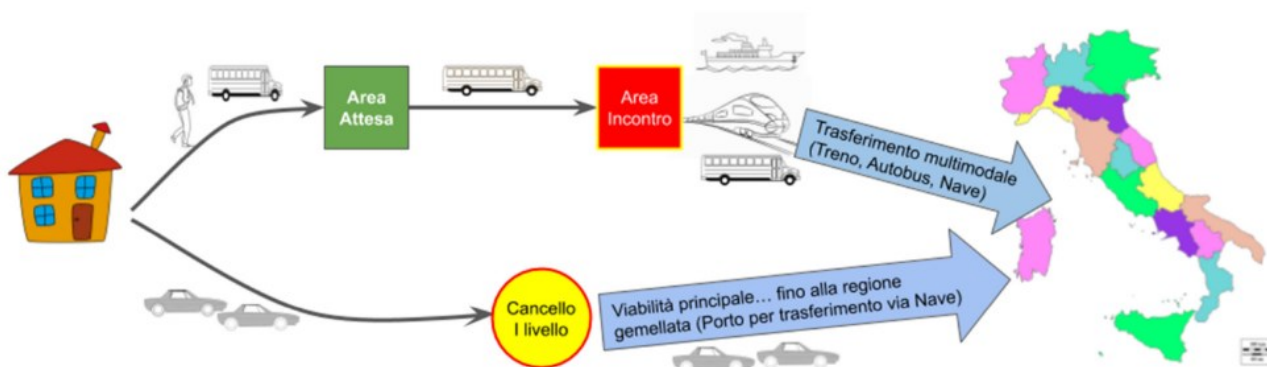 Area
Attesa
Area
Incontro
Trasferimento multimodale
(Treno, Autobus, Nave)
Cancello
I livello
Viabilità principale… fino alla regione
gemellata (Porto per trasferimento via Nave)